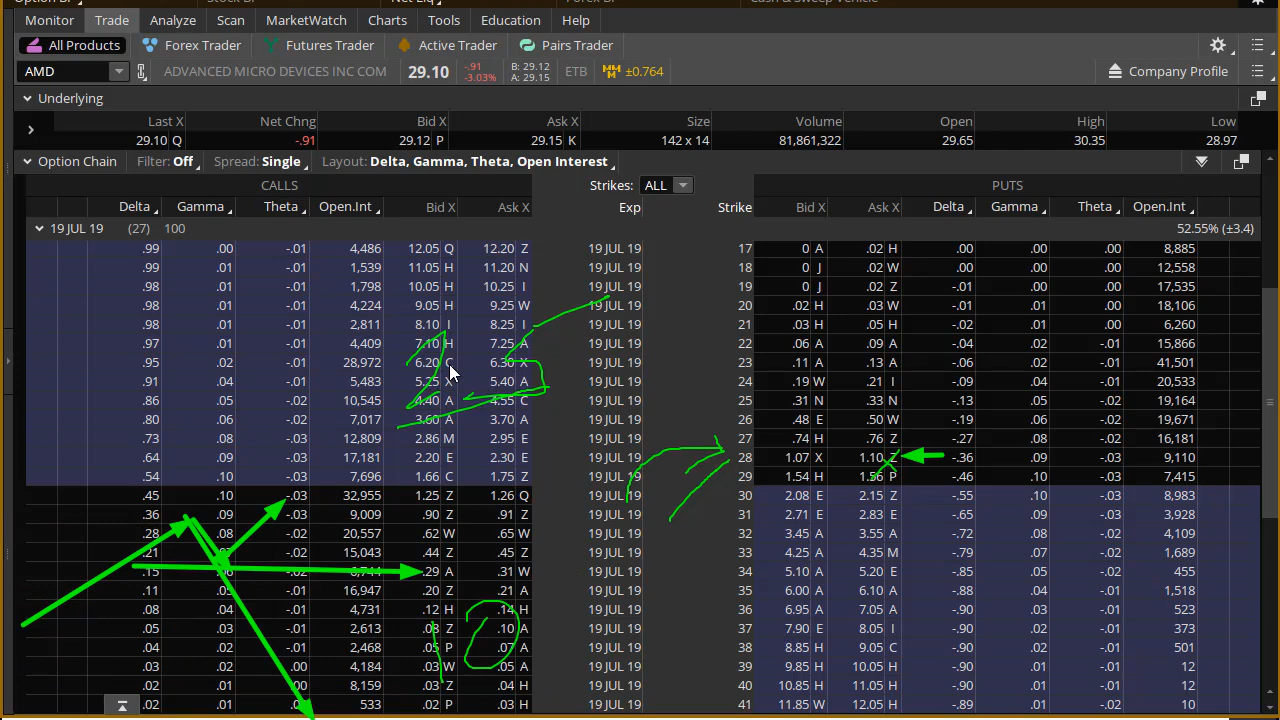 Monitor Trade Analyze Scan MarketWatch Charts Tools Education Help
All Products Forex Trader Futures Trader Active Trader Pairs Trader
AMD ADVANCED MICRO DEVICES INC COM 29.10 -.91 -3.03% B: 29.12 A: 29.15 ETB MMM ±0.764 Company Profile
Underlying
Last X Net Chng Bid X Ask X Size Volume Open High Low
29.10 Q -.91 29.12 P 29.15 K 142 x 14 81,861,322 29.65 30.35 28.97
Option Chain Filter: Off Spread: Single Layout: Delta, Gamma, Theta, Open Interest
CALLS Strikes: ALL PUTS
Delta Gamma Theta Open.Int Bid X Ask X Exp Strike Bid X Ask X Delta Gamma Theta Open.Int
19 JUL 19 (27) 100 52.55% (±3.4)
.99 .00 -.01 4,486 12.05 Q 12.20 Z 19 JUL 19 17 0 A .02 H .00 .00 .00 8,885
.99 .01 -.01 1,539 11.05 H 11.20 N 19 JUL 19 18 0 J .02 W .00 .00 .00 12,558
.98 .01 -.01 1,798 10.05 H 10.25 I 19 JUL 19 19 0 J .02 Z -.01 .00 .00 17,535
.98 .01 -.01 4,224 9.05 H 9.25 W 19 JUL 19 20 .02 H .03 W -.01 .01 .00 18,106
.98 .01 -.01 2,811 8.10 I 8.25 I 19 JUL 19 21 .03 H .05 H -.02 .01 .00 6,260
.97 .01 -.01 4,409 7.10 H 7.25 A 19 JUL 19 22 .06 A .09 A -.04 .02 -.01 15,866
.95 .02 -.01 28,972 6.20 C 6.30 X 19 JUL 19 23 .11 A .13 A -.06 .02 -.01 41,501
.91 .04 -.01 5,483 5.25 X 5.40 A 19 JUL 19 24 .19 W .21 I -.09 .04 -.01 20,533
.86 .05 -.02 10,545 4.40 A 4.55 C 19 JUL 19 25 .31 N .33 N -.13 .05 -.01 19,164
.80 .06 -.02 7,017 3.60 A 3.70 A 19 JUL 19 26 .48 E .50 W -.19 .06 -.02 19,671
.73 .08 -.03 12,809 2.86 M 2.95 E 19 JUL 19 27 .74 H .76 Z -.27 .08 -.02 16,181
.64 .09 -.03 17,181 2.20 E 2.30 E 19 JUL 19 28 1.07 X 1.10 Z -.36 .09 -.03 9,110
.54 .10 -.03 7,696 1.66 C 1.75 Z 19 JUL 19 29 1.54 H 1.56 P -.46 .10 -.03 7,415
.45 .10 -.03 32,955 1.25 Z 1.26 Q 19 JUL 19 30 2.08 E 2.15 Z -.55 .10 -.03 8,983
.36 .09 -.03 9,009 .90 Z .91 Z 19 JUL 19 31 2.71 E 2.83 E -.65 .09 -.03 3,928
.28 .08 -.02 20,557 .62 W .65 W 19 JUL 19 32 3.45 A 3.55 A -.72 .08 -.02 4,109
.21 -.02 15,043 .44 Z .45 Z 19 JUL 19 33 4.25 A 4.35 M -.79 .07 -.02 1,689
.15 .06 -.02 .29 A .31 W 19 JUL 19 34 5.10 A 5.20 E -.85 .05 -.02 455
.11 -.01 16,947 .20 Z .21 A 19 JUL 19 35 6.00 A 6.10 A -.88 .04 -.01 1,518
.08 .04 -.01 4,731 .12 H .14 H 19 JUL 19 36 6.95 A 7.05 A -.90 .03 -.01 523
.05 .03 -.01 2,613 .08 Z .10 A 19 JUL 19 37 7.90 E 8.05 I -.90 .02 -.01 373
.04 .02 -.01 2,468 .05 P .07 A 19 JUL 19 38 8.85 H 9.05 C -.90 .02 -.01 501
.03 .02 .00 4,184 .03 W .05 A 19 JUL 19 39 9.85 H 10.05 H -.90 .01 -.01 12
.02 .01 .00 8,159 .03 Z .04 H 19 JUL 19 40 10.85 H 11.05 H -.90 .01 -.01 12
.02 .01 533 .02 P .03 H 19 JUL 19 41 11.85 W 12.05 H -.89 .01 -.01 10